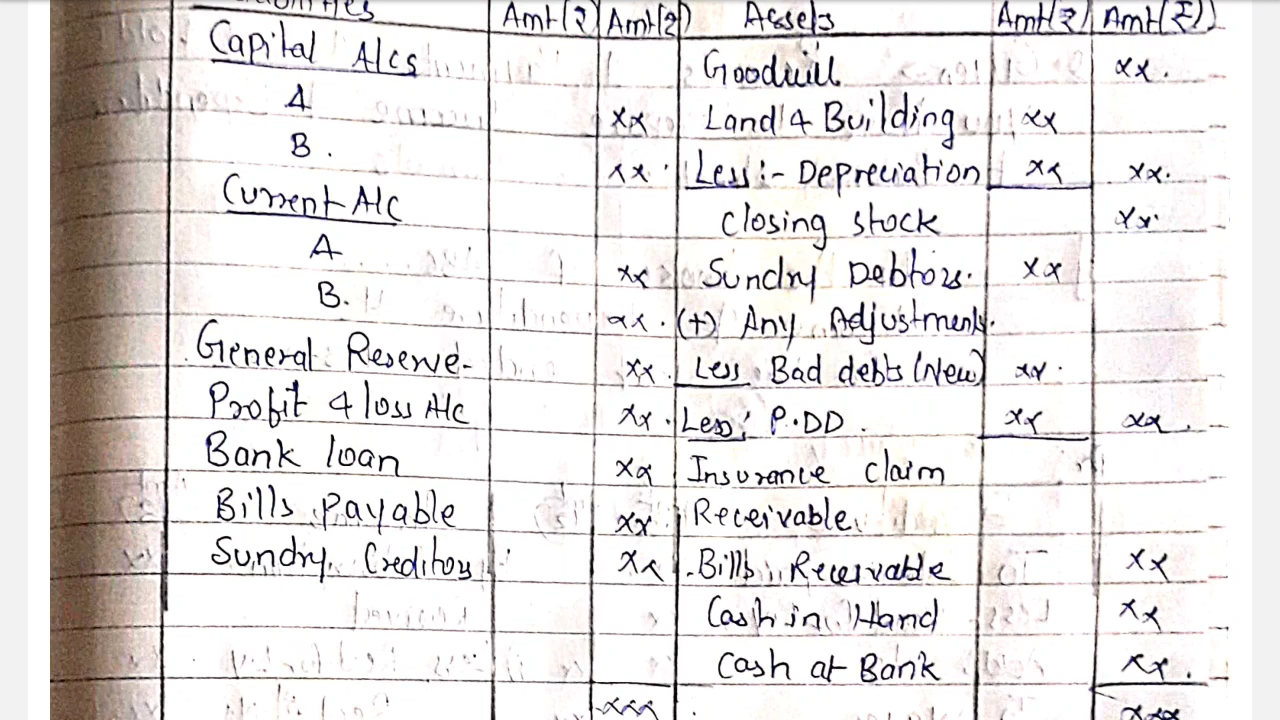 Amt(₹) Amt(₹) Assets Amt(₹) Amt(₹)
Capital A/cs Goodwill xx.
A xx Land & Building xx
B. xx. Less:- Depreciation xx xx.
Current A/c closing stock xx.
A xx Sundry Debtors. xx
B. xx. (+) Any Adjustments.
General Reserve- xx. Less Bad debts (New) xx.
Profit & loss A/c xx. Less: P.DD. xx xx.
Bank loan xx Insurance claim
Bills Payable xx Receivable.
Sundry Creditors xx Bills Receivable xx
Cash in Hand xx
Cash at Bank xx.
xxx xxx